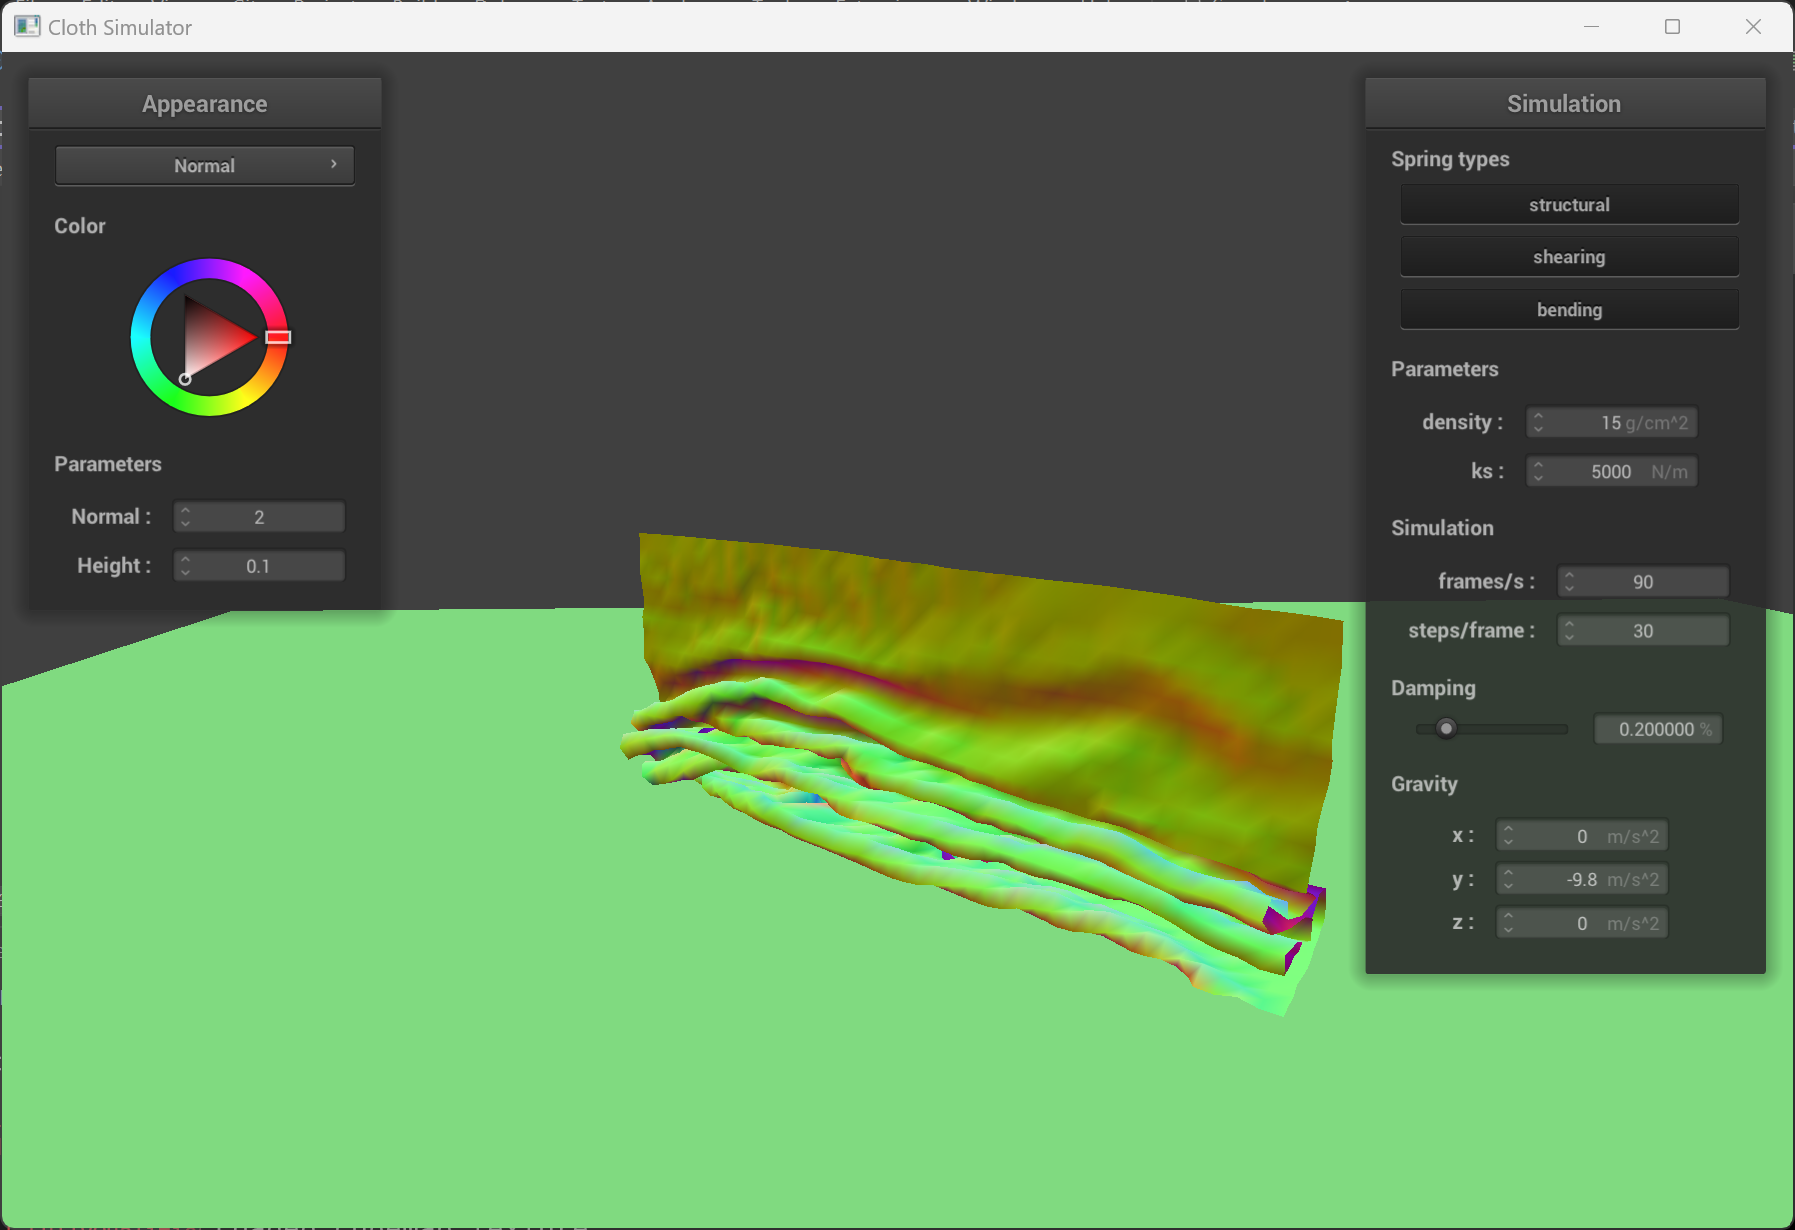 Cloth Simulator
Appearance
Normal
Color
Parameters
Normal : 2
Height : 0.1
Simulation
Spring types
structural
shearing
bending
Parameters
density : 15 g/cm^2
ks : 5000 N/m
Simulation
frames/s : 90
steps/frame : 30
Damping
0.200000 %
Gravity
x : 0 m/s^2
y : -9.8 m/s^2
z : 0 m/s^2